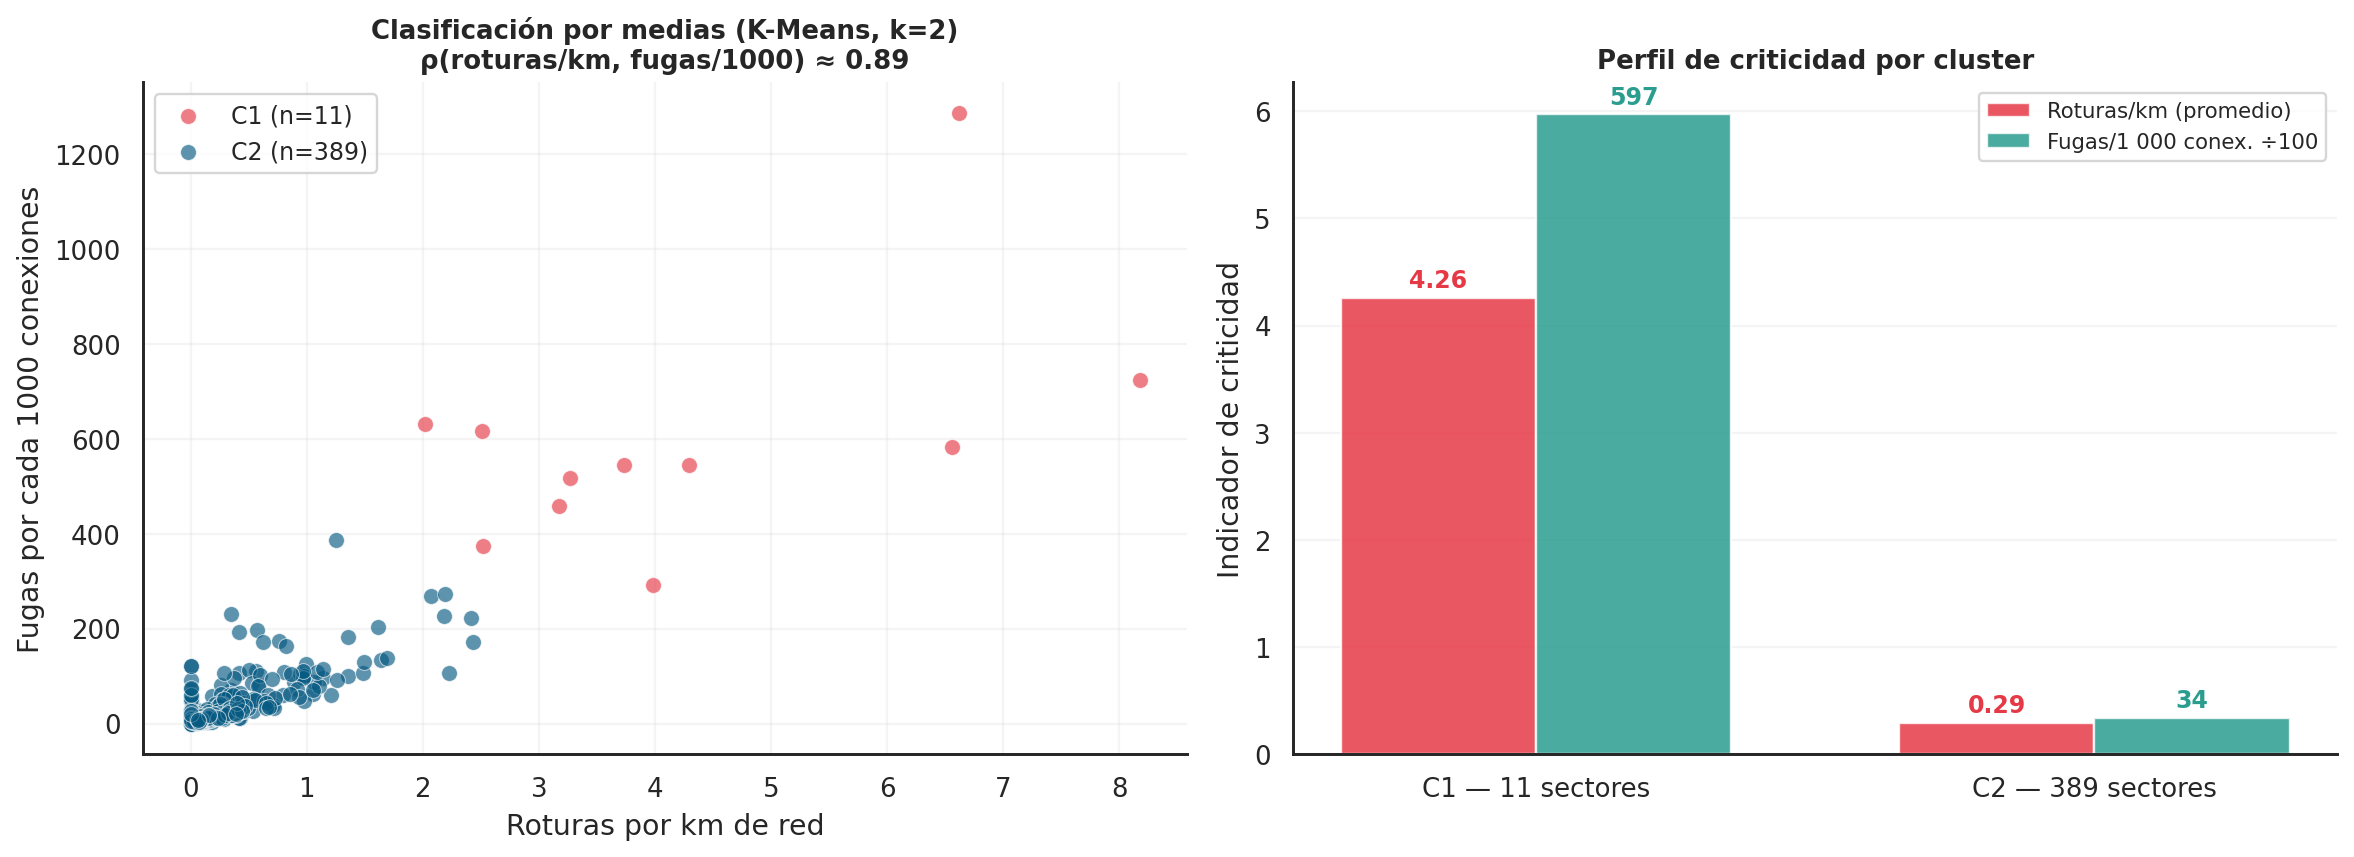 Clasificación por medias (K-Means, k=2)
ρ(roturas/km, fugas/1000) ≈ 0.89
C1 (n=11)
C2 (n=389)
Fugas por cada 1000 conexiones
1200
1000
800
600
400
200
0
0 1 2 3 4 5 6 7 8
Roturas por km de red
Perfil de criticidad por cluster
Roturas/km (promedio)
Fugas/1 000 conex. ÷100
Indicador de criticidad
6
5
4
3
2
1
0
4.26
597
0.29
34
C1 — 11 sectores
C2 — 389 sectores